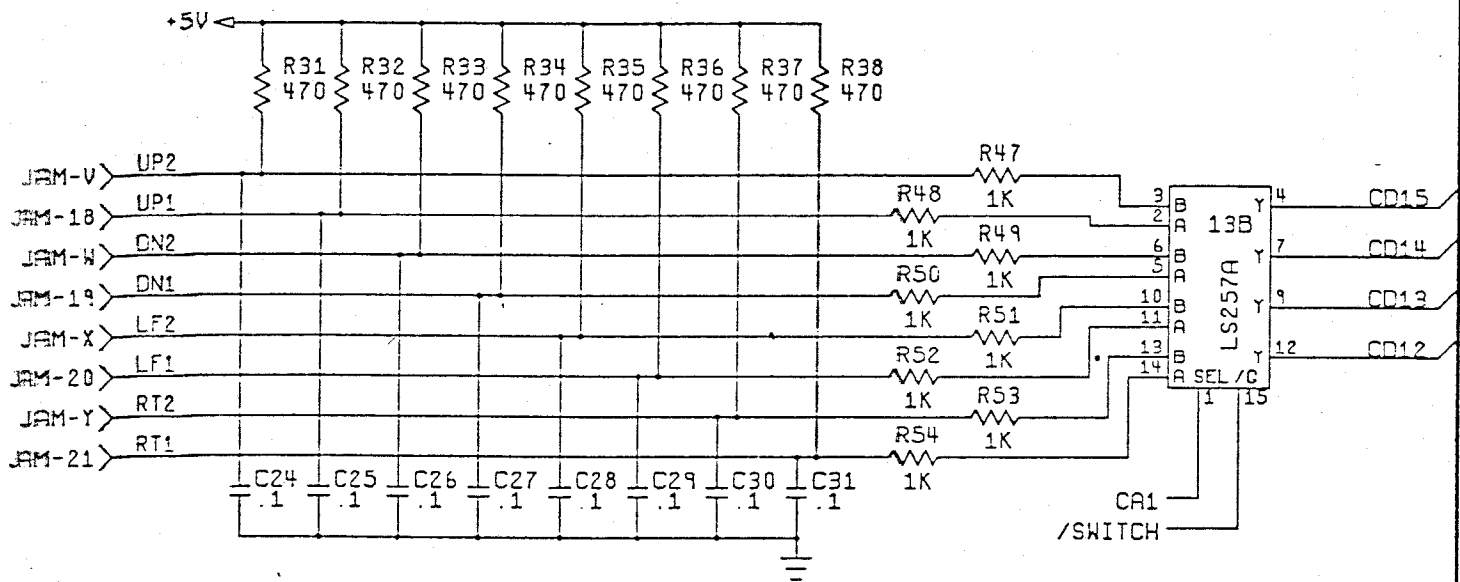 +5V
R31 R32 R33 R34 R35 R36 R37 R38
470 470 470 470 470 470 470 470
JAM-V UP2
JAM-18 UP1
JAM-W DN2
JAM-19 DN1
JAM-X LF2
JAM-20 LF1
JAM-Y RT2
JAM-21 RT1
R47
1K
R48
1K
R49
1K
R50
1K
R51
1K
R52
1K
R53
1K
R54
1K
C24 C25 C26 C27 C28 C29 C30 C31
.1 .1 .1 .1 .1 .1 .1 .1
3 B Y 4 CD15
2 A
13B
6 B Y 7 CD14
5 A
10 B Y 9 CD13
11 A
13 B Y 12 CD12
14 A SEL /G
LS257A
1 15
CA1
/SWITCH